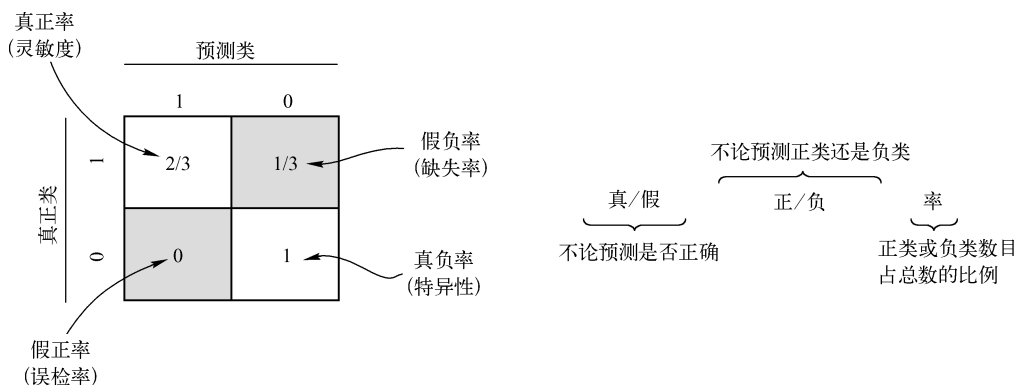 真正率
(灵敏度)
预测类
1
0
真正类
1
2/3
1/3
假负率
(缺失率)
0
0
1
真负率
(特异性)
假正率
(误检率)
不论预测正类还是负类
真/假
正/负
率
不论预测是否正确
正类或负类数目
占总数的比例